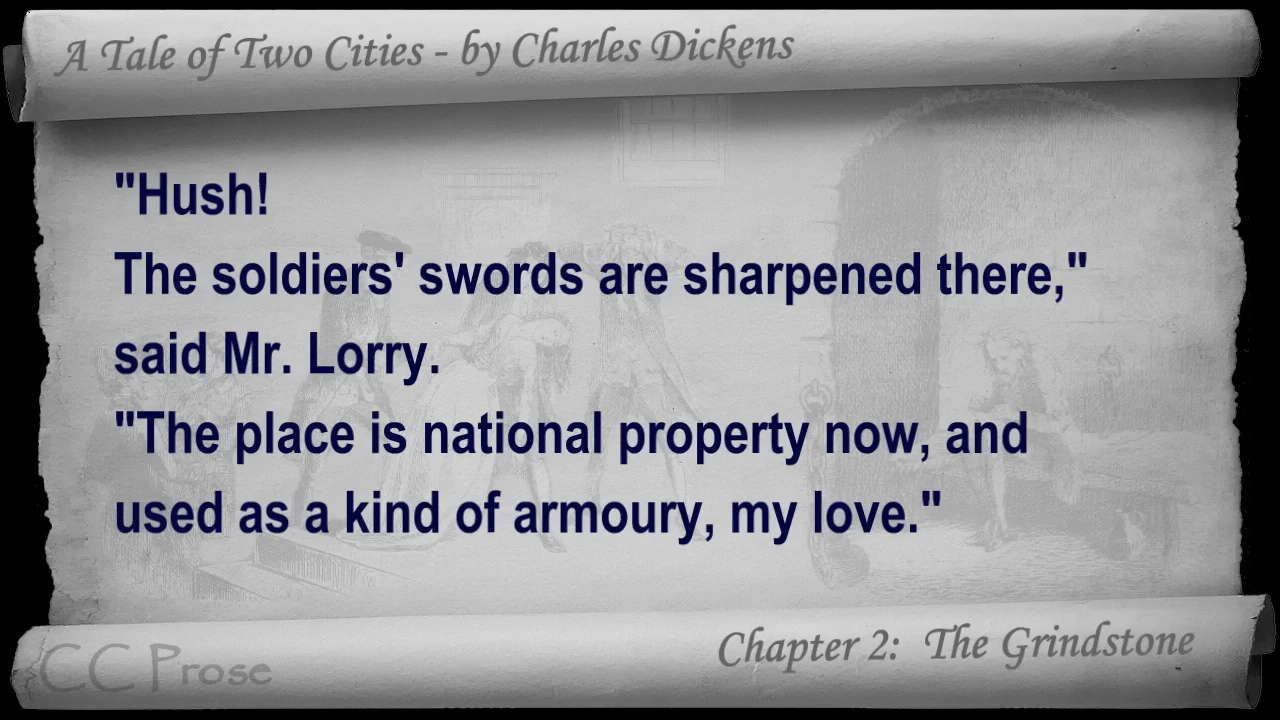 A Tale of Two Cities - by Charles Dickens
"Hush!
The soldiers' swords are sharpened there,"
said Mr. Lorry.
"The place is national property now, and
used as a kind of armoury, my love."
Chapter 2: The Grindstone
CC Prose